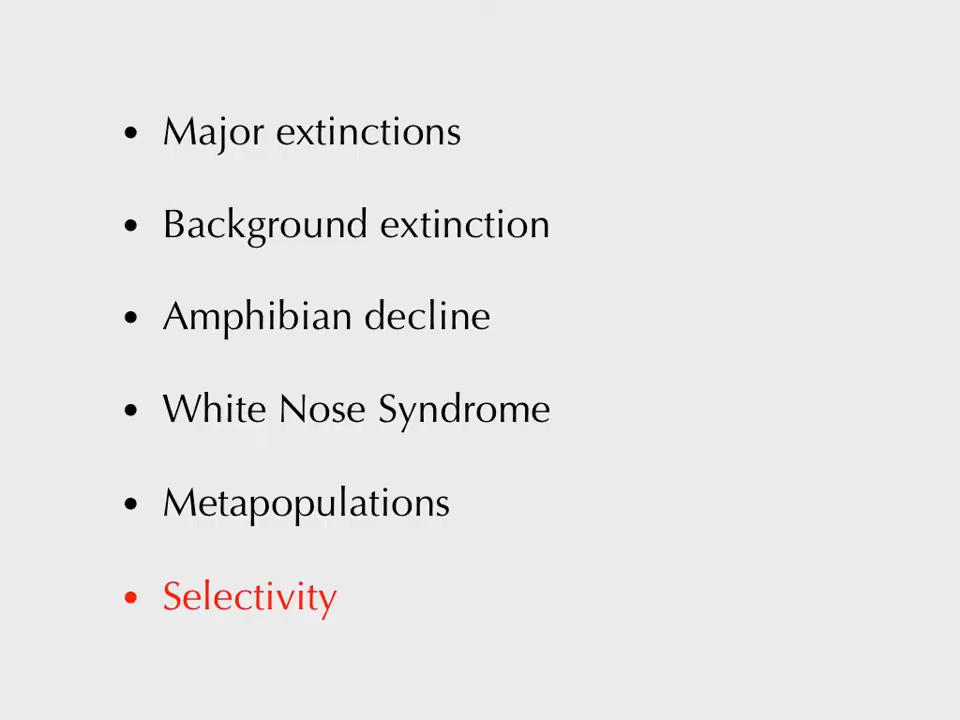 • Major extinctions
• Background extinction
• Amphibian decline
• White Nose Syndrome
• Metapopulations
• Selectivity